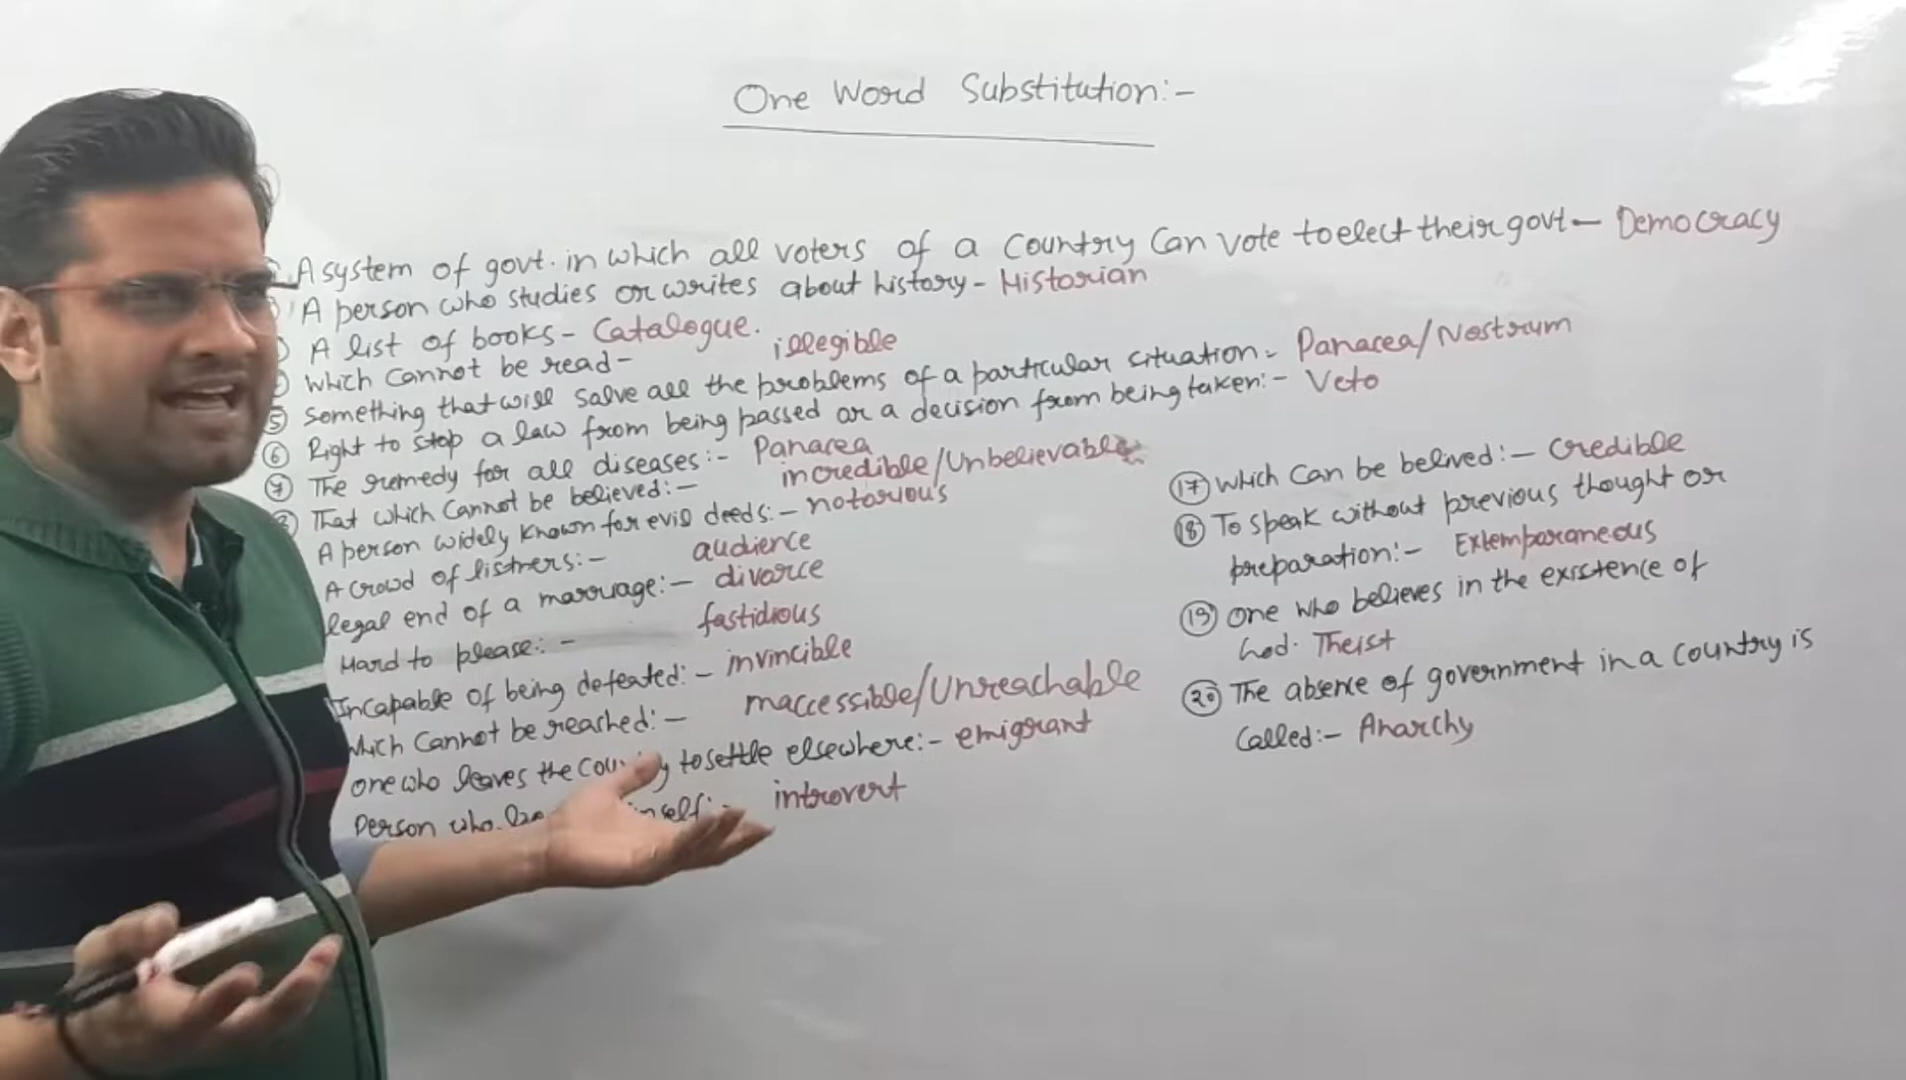 One Word Substitution:-
A system of govt. in which all voters of a country can vote to elect their govt - Democracy
A person who studies or writes about history - Historian
A list of books - Catalogue.
which cannot be read - illegible
⑤ something that will salve all the problems of a particular situation - Panacea/Nostrum
⑥ Right to stop a law from being passed or a decision from being taken:- Veto
⑦ The remedy for all diseases:- Panacea
That which cannot be believed:- incredible/Unbelievable
A person widely known for evil deeds:- notorious
A crowd of listners:- audience
legal end of a marriage:- divorce
Hard to please:- fastidious
Incapable of being defeated:- invincible
which cannot be reached:- inaccessible/Unreachable
one who leaves the to settle elsewhere:- emigrant
Person who introvert
⑰ which can be belived:- Credible
⑱ To speak without previous thought or
preparation:- Extemparaneous
⑲ one who believes in the existence of
God. Theist
⑳ The absence of government in a country is
called:- Anarchy